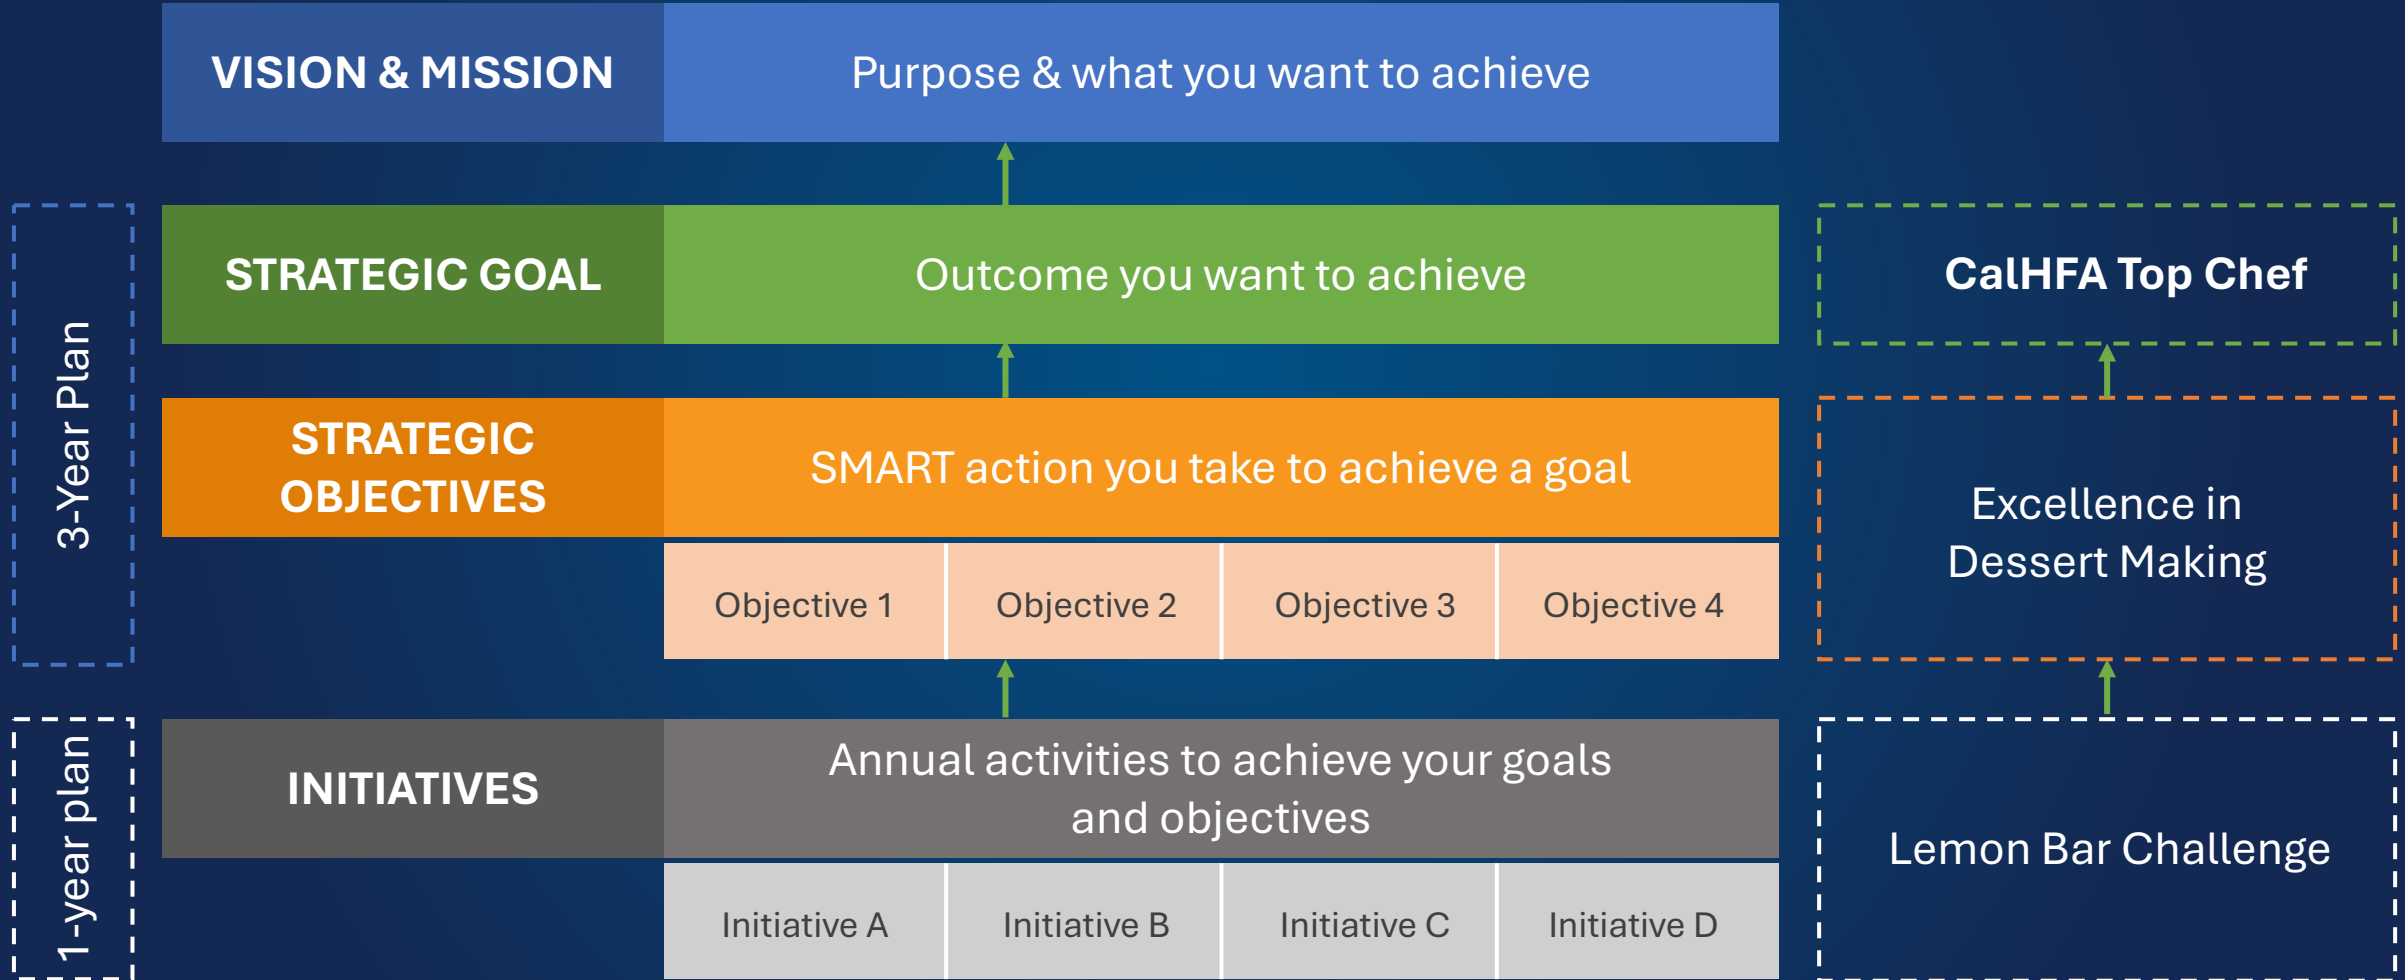 VISION & MISSION
Purpose & what you want to achieve
3-Year Plan
STRATEGIC GOAL
Outcome you want to achieve
CalHFA Top Chef
STRATEGIC
OBJECTIVES
SMART action you take to achieve a goal
Objective 1
Objective 2
Objective 3
Objective 4
Excellence in
Dessert Making
1-year plan
INITIATIVES
Annual activities to achieve your goals
and objectives
Initiative A
Initiative B
Initiative C
Initiative D
Lemon Bar Challenge